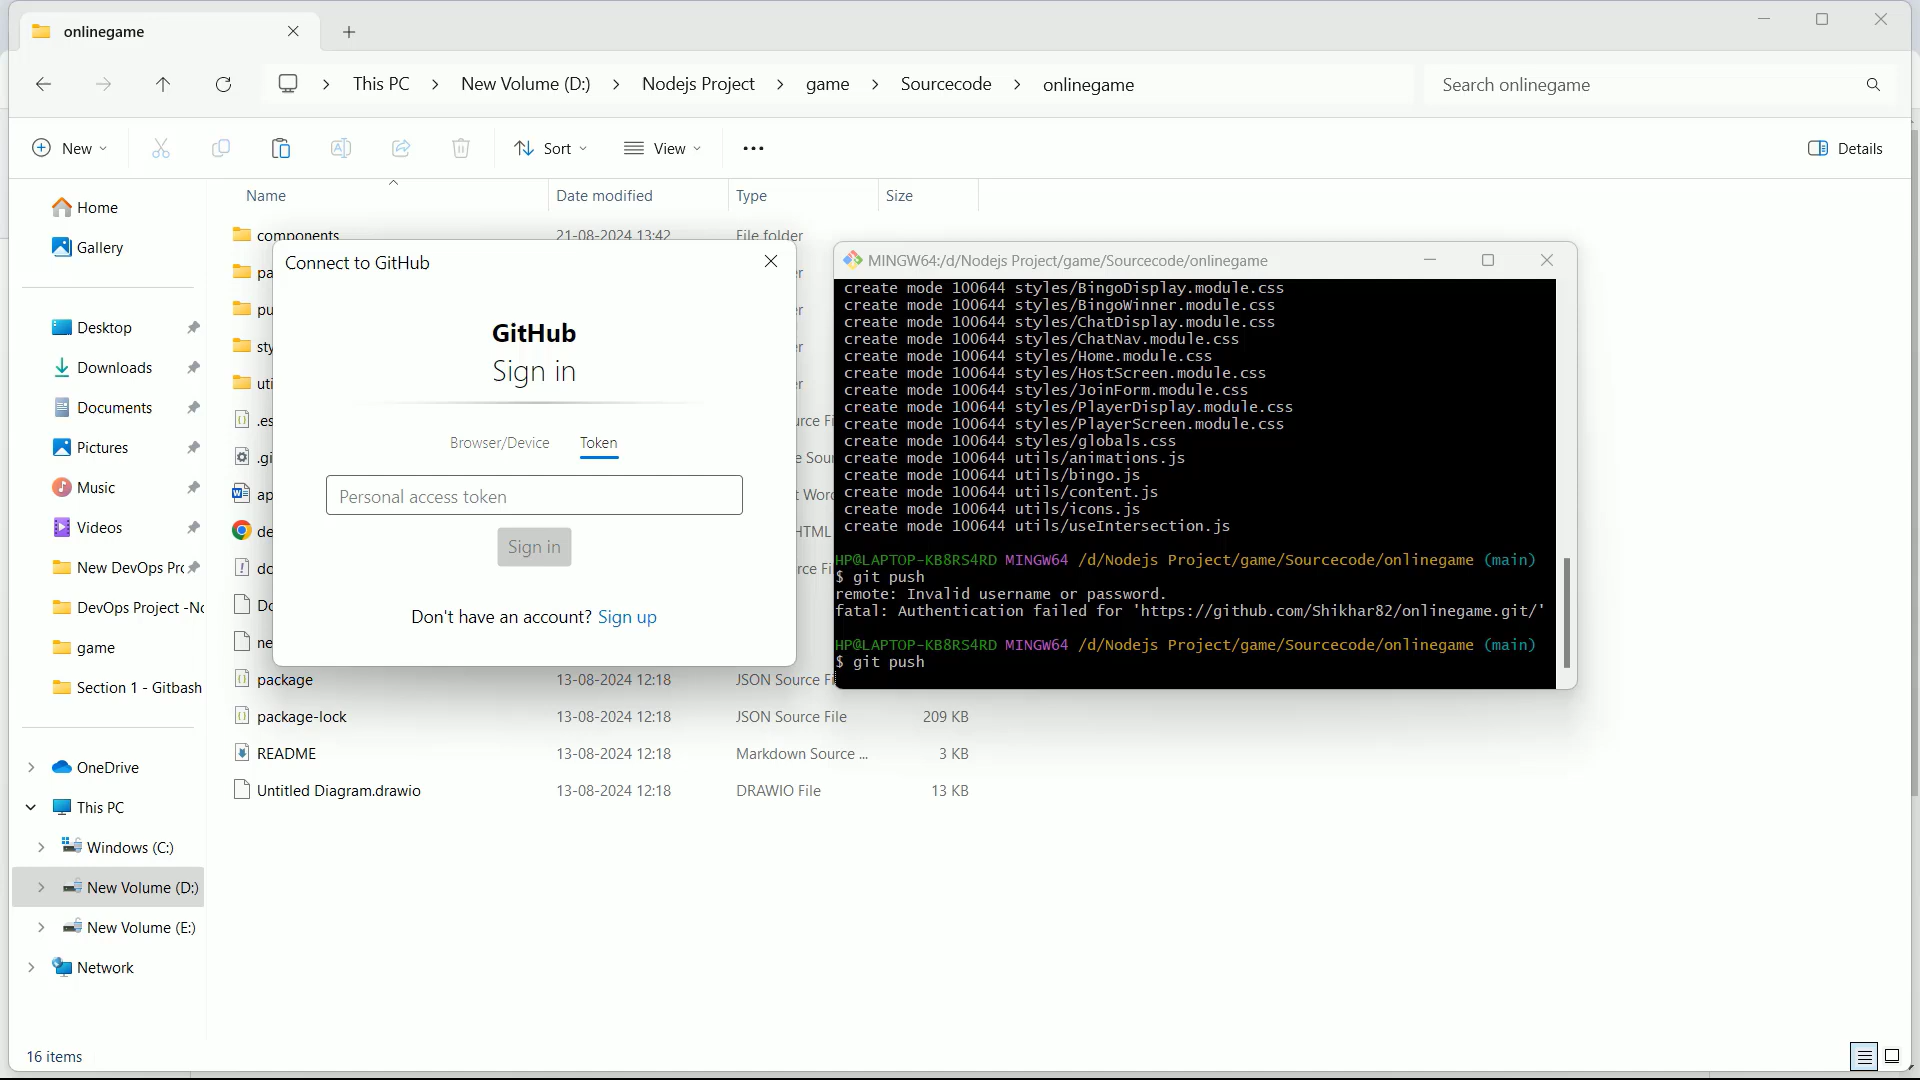 onlinegame
This PC
New Volume (D:)
Nodejs Project
game
Sourcecode
onlinegame
Search onlinegame
New
Sort
View
Details
Name
Date modified
Type
Size
Home
Gallery
Desktop
Downloads
Documents
Pictures
Music
Videos
New DevOps Pro
DevOps Project -No
game
Section 1 - Gitbash
OneDrive
This PC
Windows (C:)
New Volume (D:)
New Volume (E:)
Network
components 21-08-2024 13:42 File folder
pa
pu
sty
uti
.es
.gi
ap
de
do
Do
ne
package 13-08-2024 12:18 JSON Source Fi
package-lock 13-08-2024 12:18 JSON Source File 209 KB
README 13-08-2024 12:18 Markdown Source ... 3 KB
Untitled Diagram.drawio 13-08-2024 12:18 DRAWIO File 13 KB
Connect to GitHub
GitHub
Sign in
Browser/Device Token
Personal access token
Sign in
Don't have an account? Sign up
MINGW64:/d/Nodejs Project/game/Sourcecode/onlinegame
create mode 100644 styles/BingoDisplay.module.css
create mode 100644 styles/BingoWinner.module.css
create mode 100644 styles/ChatDisplay.module.css
create mode 100644 styles/ChatNav.module.css
create mode 100644 styles/Home.module.css
create mode 100644 styles/HostScreen.module.css
create mode 100644 styles/JoinForm.module.css
create mode 100644 styles/PlayerDisplay.module.css
create mode 100644 styles/PlayerScreen.module.css
create mode 100644 styles/globals.css
create mode 100644 utils/animations.js
create mode 100644 utils/bingo.js
create mode 100644 utils/content.js
create mode 100644 utils/icons.js
create mode 100644 utils/useIntersection.js
HP@LAPTOP-KB8RS4RD MINGW64 /d/Nodejs Project/game/Sourcecode/onlinegame (main)
$ git push
remote: Invalid username or password.
fatal: Authentication failed for 'https://github.com/Shikhar82/onlinegame.git/'
HP@LAPTOP-KB8RS4RD MINGW64 /d/Nodejs Project/game/Sourcecode/onlinegame (main)
$ git push
16 items